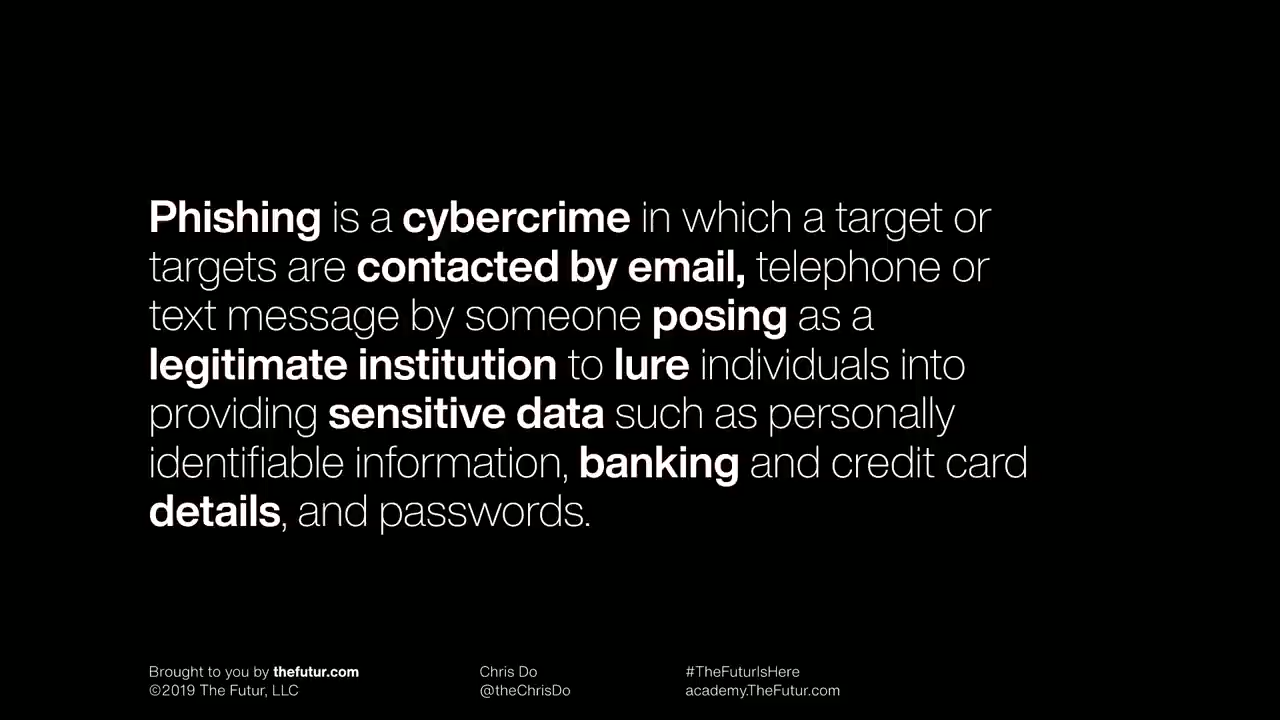 Phishing is a cybercrime in which a target or
targets are contacted by email, telephone or
text message by someone posing as a
legitimate institution to lure individuals into
providing sensitive data such as personally
identifiable information, banking and credit card
details, and passwords.
Brought to you by thefutur.com
©2019 The Futur, LLC
Chris Do
@theChrisDo
#TheFuturIsHere
academy.TheFutur.com